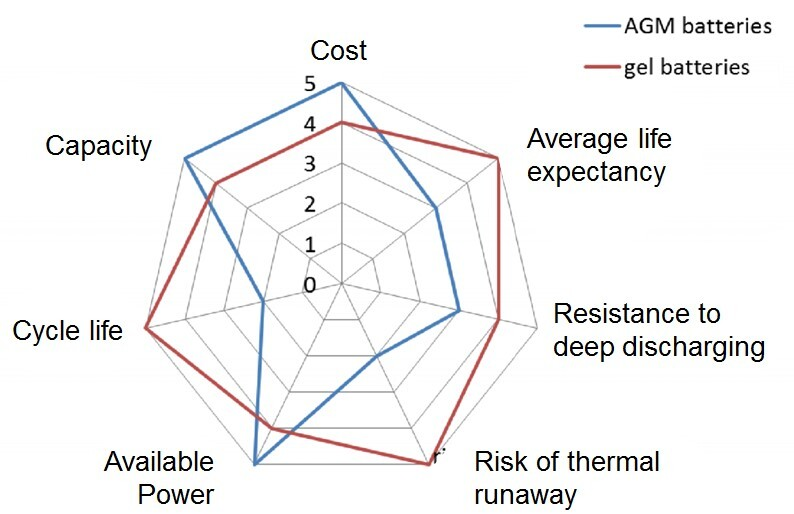 AGM batteries
gel batteries
Cost
5
4
3
2
1
0
Capacity
Average life
expectancy
Cycle life
Resistance to
deep discharging
Available
Power
r
Risk of thermal
runaway